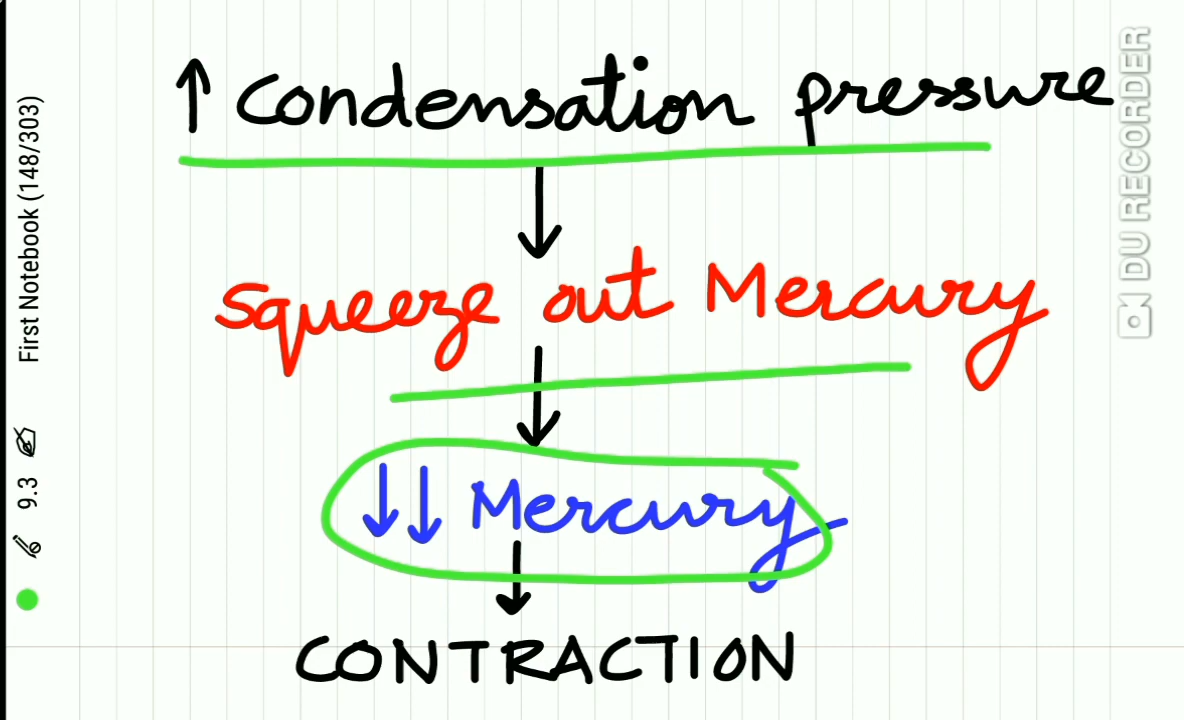 ↑ Condensation pressure
squeeze out Mercury
↓↓ Mercury
CONTRACTION
First Notebook (148/303)
9.3
DU RECORDER